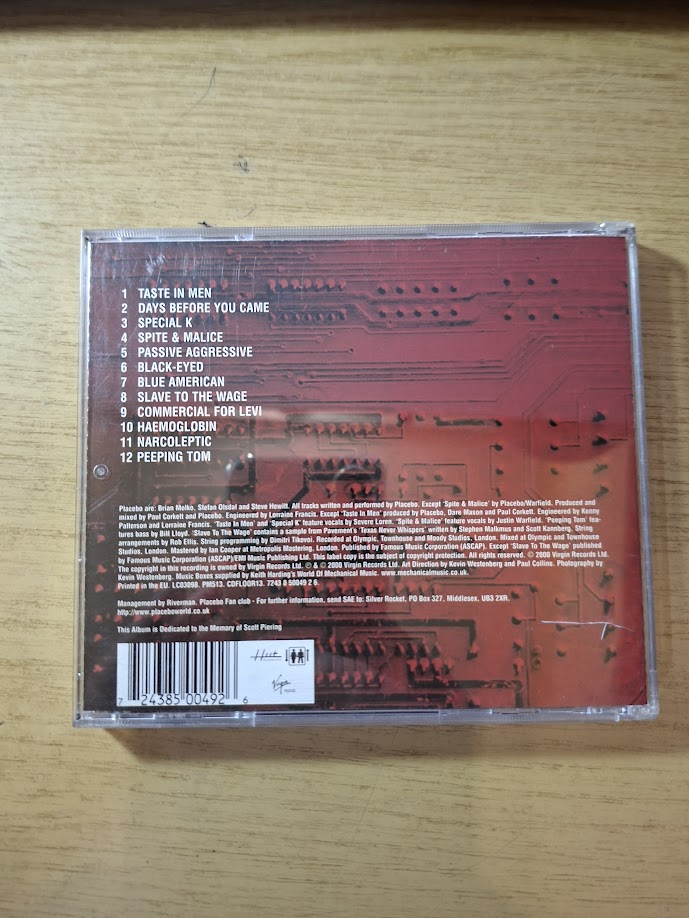 1 TASTE IN MEN
2 DAYS BEFORE YOU CAME
3 SPECIAL K
4 SPITE & MALICE
5 PASSIVE AGGRESSIVE
6 BLACK-EYED
7 BLUE AMERICAN
8 SLAVE TO THE WAGE
9 COMMERCIAL FOR LEVI
10 HAEMOGLOBIN
11 NARCOLEPTIC
12 PEEPING TOM
Placebo are: Brian Molko, Stefan Olsdal and Steve Hewitt. All tracks written and performed by Placebo. Except 'Spite & Malice' by Placebo/Warfield. Produced and
mixed by Paul Corkett and Placebo. Engineered by Lorraine Francis. Except 'Taste In Men' produced by Placebo, Dare Mason and Paul Corkett. Engineered by Kenny
Patterson and Lorraine Francis. 'Taste In Men' and 'Special K' feature vocals by Severe Loren. 'Spite & Malice' feature vocals by Justin Warfield. 'Peeping Tom' fea-
tures bass by Bill Lloyd. 'Slave To The Wage' contains a sample from Pavement's 'Texas Never Whispers' written by Stephen Malkmus and Scott Kannberg. String
arrangements by Rob Ellis. String programming by Dimitri Tikovoi. Recorded at Olympic, Townhouse and Moody Studios, London. Mixed at Olympic and Townhouse
Studios, London. Mastered by Ian Cooper at Metropolis Mastering, London. Published by Famous Music Corporation (ASCAP). Except 'Slave To The Wage' published
by Famous Music Corporation (ASCAP)/EMI Music Publishing Ltd. This label copy is the subject of copyright protection. All rights reserved. © 2000 Virgin Records Ltd.
The copyright in this recording is owned by Virgin Records Ltd. ℗ & © 2000 Virgin Records Ltd. Art Direction by Kevin Westenberg and Paul Collins. Photography by
Kevin Westenberg. Music Boxes supplied by Keith Harding's World Of Mechanical Music. www.mechanicalmusic.co.uk.
Printed in the EU. LC03098. PM513. CDFLOOR13. 7243 8 50049 2 6
Management by Riverman. Placebo Fan club - For further information, send SAE to: Silver Rocket, PO Box 327, Middlesex, UB3 2XR.
http://www.placeboworld.co.uk
This Album is Dedicated to the Memory of Scott Piering
Hut
Virgin
7 24385 00492 6